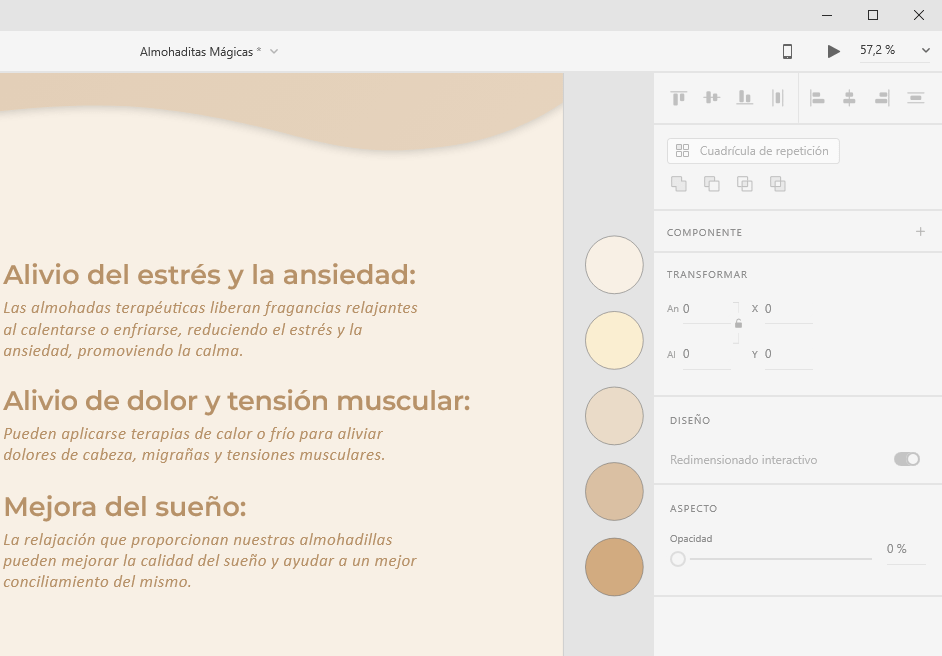 Almohaditas Mágicas *
57,2 %
Cuadrícula de repetición
COMPONENTE
TRANSFORMAR
An 0
X 0
Al 0
Y 0
DISEÑO
Redimensionado interactivo
ASPECTO
Opacidad
0 %
Alivio del estrés y la ansiedad:
Las almohadas terapéuticas liberan fragancias relajantes
al calentarse o enfriarse, reduciendo el estrés y la
ansiedad, promoviendo la calma.
Alivio de dolor y tensión muscular:
Pueden aplicarse terapias de calor o frío para aliviar
dolores de cabeza, migrañas y tensiones musculares.
Mejora del sueño:
La relajación que proporcionan nuestras almohadillas
pueden mejorar la calidad del sueño y ayudar a un mejor
conciliamiento del mismo.